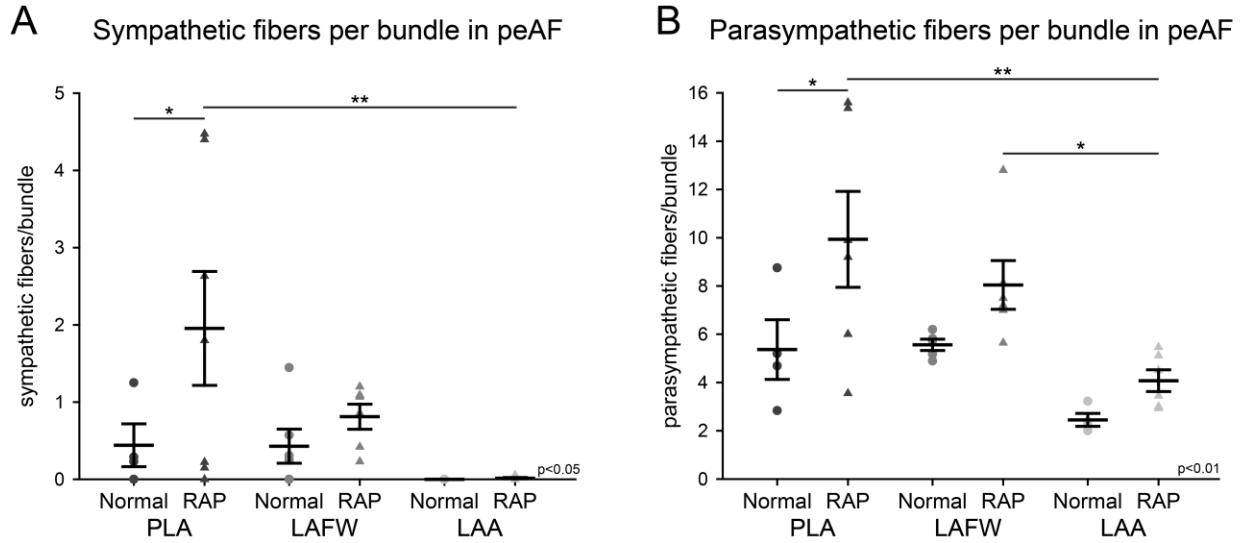 A Sympathetic fibers per bundle in peAF
sympathetic fibers/bundle
5
4
3
2
1
0
*
**
p<0.05
Normal RAP Normal RAP Normal RAP
PLA LAFW LAA
B Parasympathetic fibers per bundle in peAF
parasympathetic fibers/bundle
16
14
12
10
8
6
4
2
0
*
**
*
p<0.01
Normal RAP Normal RAP Normal RAP
PLA LAFW LAA